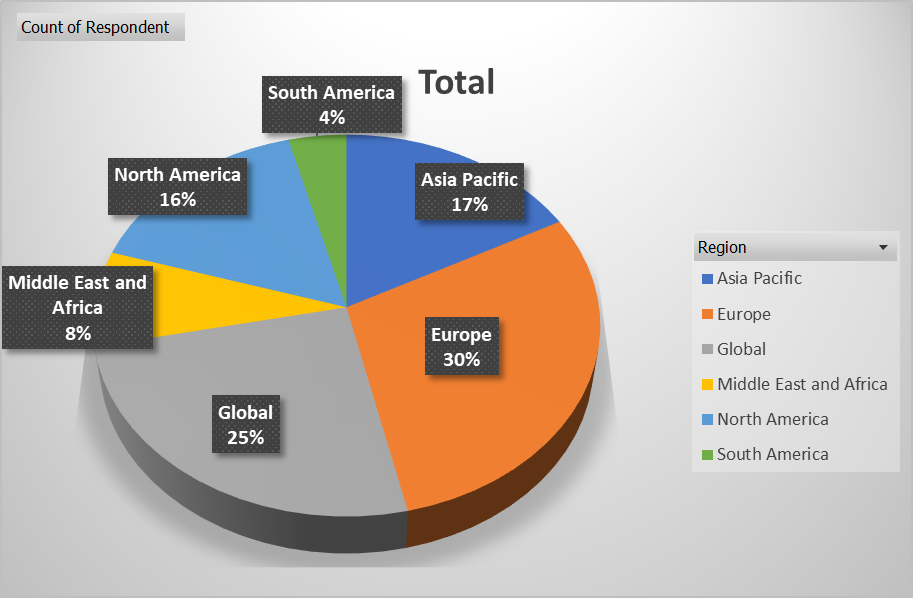 Count of Respondent
Total
South America
4%
North America
16%
Asia Pacific
17%
Middle East and
Africa
8%
Europe
30%
Global
25%
Region
Asia Pacific
Europe
Global
Middle East and Africa
North America
South America